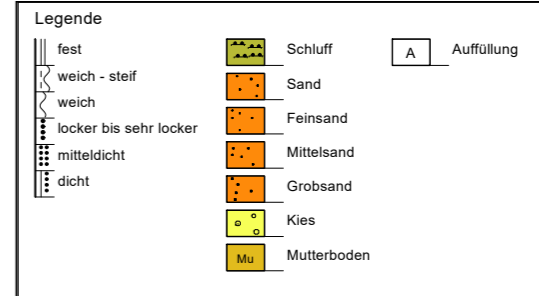 Legende
fest
weich - steif
weich
locker bis sehr locker
mitteldicht
dicht
Schluff
Sand
Feinsand
Mittelsand
Grobsand
Kies
Mu Mutterboden
A Auffüllung